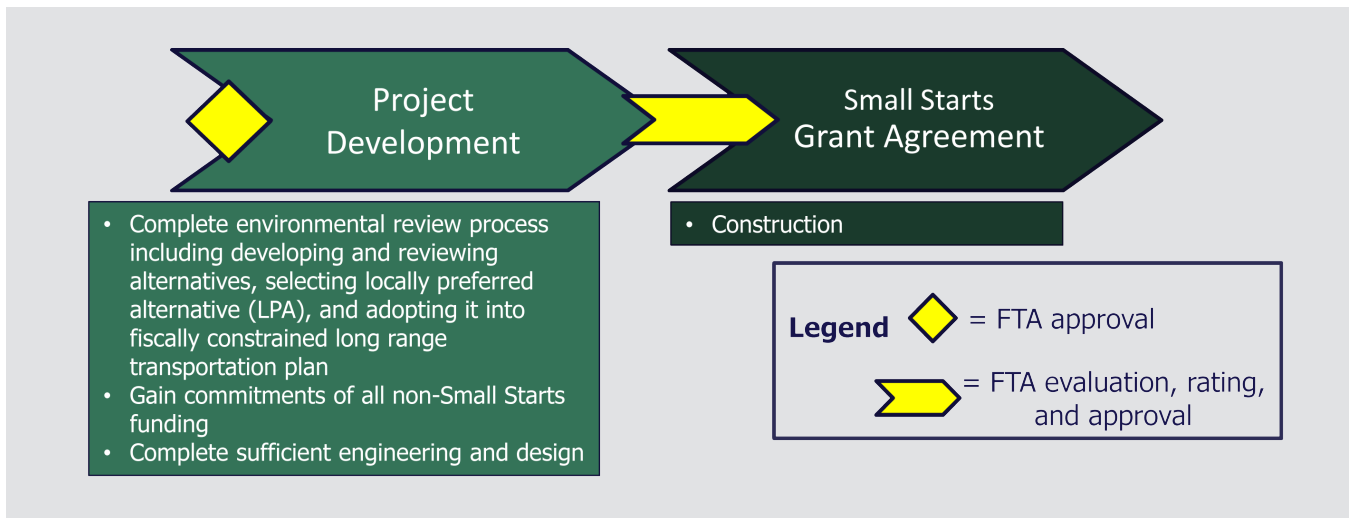 Project
Development
Small Starts
Grant Agreement
• Complete environmental review process
including developing and reviewing
alternatives, selecting locally preferred
alternative (LPA), and adopting it into
fiscally constrained long range
transportation plan
• Gain commitments of all non-Small Starts
funding
• Complete sufficient engineering and design
• Construction
Legend
= FTA approval
= FTA evaluation, rating,
and approval